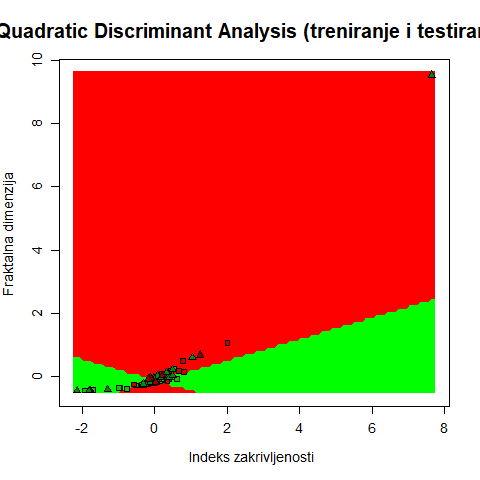 Quadratic Discriminant Analysis (treniranje i
Fraktalna dimenzija
10
8
6
4
2
0
-2 0 2 4 6 8
Indeks zakrivljenosti